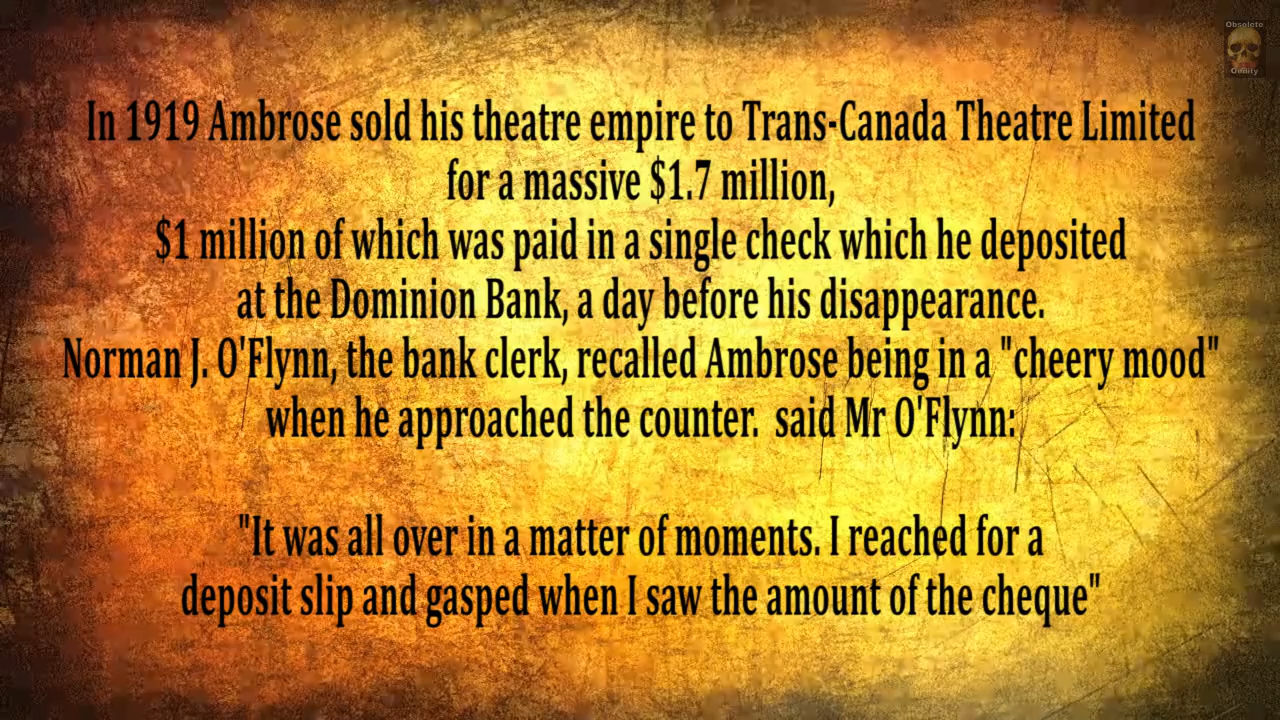 Obsolete
Oddity
In 1919 Ambrose sold his theatre empire to Trans-Canada Theatre Limited
for a massive $1.7 million,
$1 million of which was paid in a single check which he deposited
at the Dominion Bank, a day before his disappearance.
Norman J. O'Flynn, the bank clerk, recalled Ambrose being in a "cheery mood"
when he approached the counter.  said Mr O'Flynn:
"It was all over in a matter of moments. I reached for a
deposit slip and gasped when I saw the amount of the cheque"